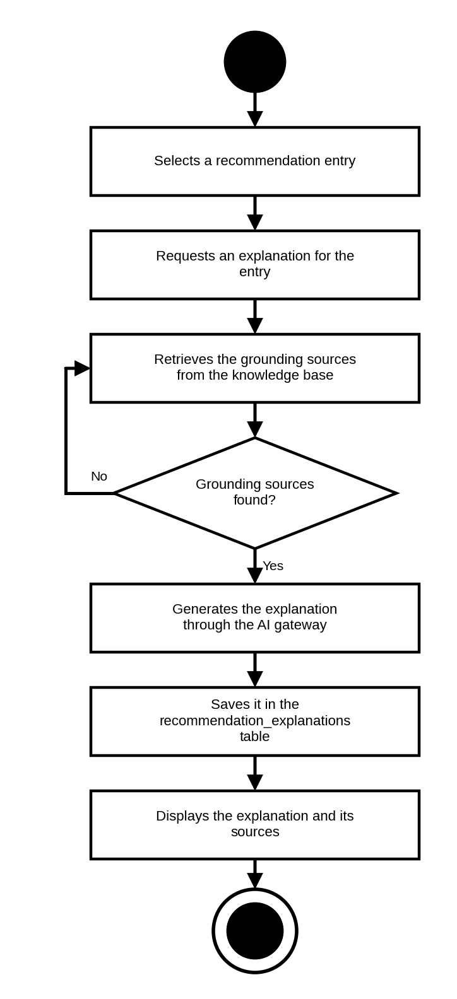 Selects a recommendation entry
Requests an explanation for the
entry
Retrieves the grounding sources
from the knowledge base
Grounding sources
found?
No
Yes
Generates the explanation
through the AI gateway
Saves it in the
recommendation_explanations
table
Displays the explanation and its
sources